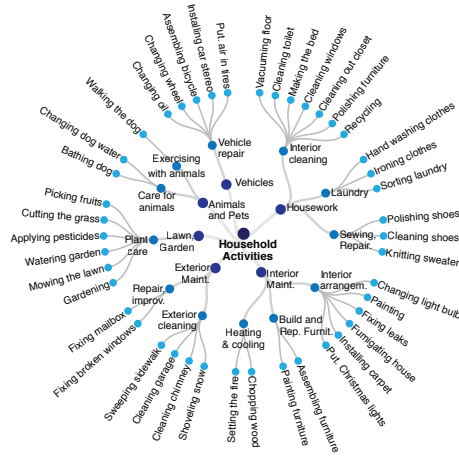 Household
Activities
Vehicles
Vehicle
repair
Changing oil
Changing wheel
Assembling bicycle
Installing car stereo
Put. air in tires
Housework
Interior
cleaning
Vacuuming floor
Cleaning toilet
Making the bed
Cleaning windows
Cleaning out closet
Polishing furniture
Recycling
Laundry
Hand washing clothes
Ironing clothes
Sorting laundry
Sewing,
Repair.
Polishing shoes
Cleaning shoes
Knitting sweater
Interior
Maint.
Interior
arrangem.
Changing light bulb
Painting
Fixing leaks
Fumigating house
Installing carpet
Put. Christmas lights
Build and
Rep. Furnit.
Assembling furniture
Painting furniture
Heating
& cooling
Chopping wood
Setting the fire
Exterior
Maint.
Exterior
cleaning
Shoveling snow
Cleaning chimney
Cleaning garage
Sweeping sidewalk
Repair,
improv.
Fixing broken windows
Fixing mailbox
Lawn,
Garden
Plant
care
Gardening
Mowing the lawn
Watering garden
Applying pesticides
Cutting the grass
Picking fruits
Animals
and Pets
Care for
animals
Bathing dog
Changing dog water
Exercising
with animals
Walking the dog